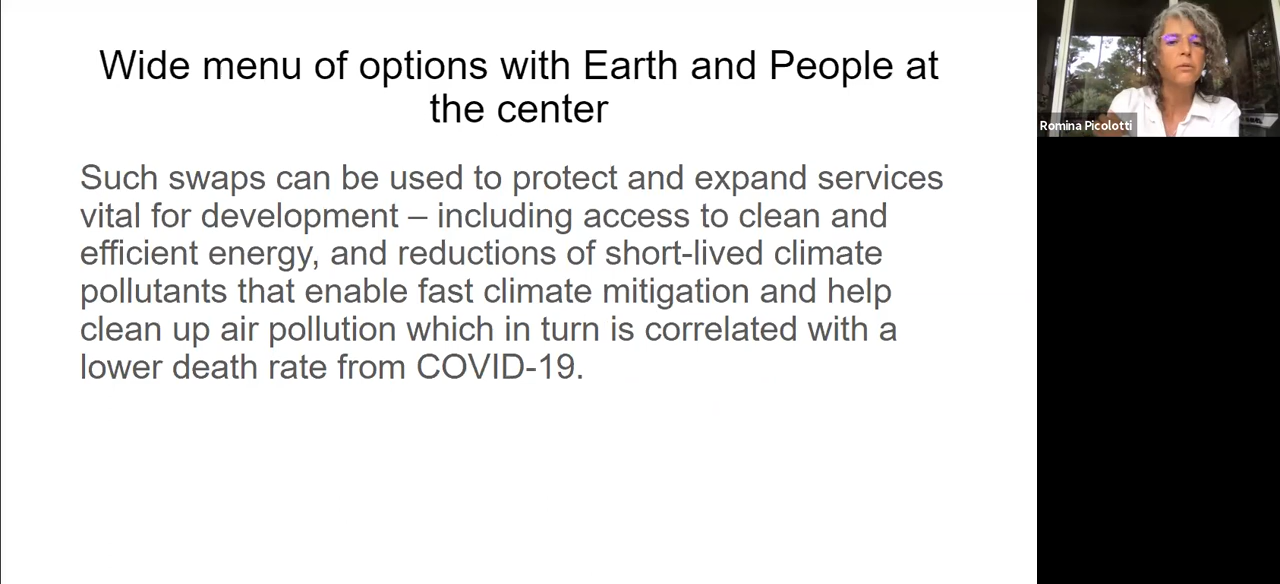 Wide menu of options with Earth and People at
the center
Such swaps can be used to protect and expand services
vital for development – including access to clean and
efficient energy, and reductions of short-lived climate
pollutants that enable fast climate mitigation and help
clean up air pollution which in turn is correlated with a
lower death rate from COVID-19.
Romina Picolotti